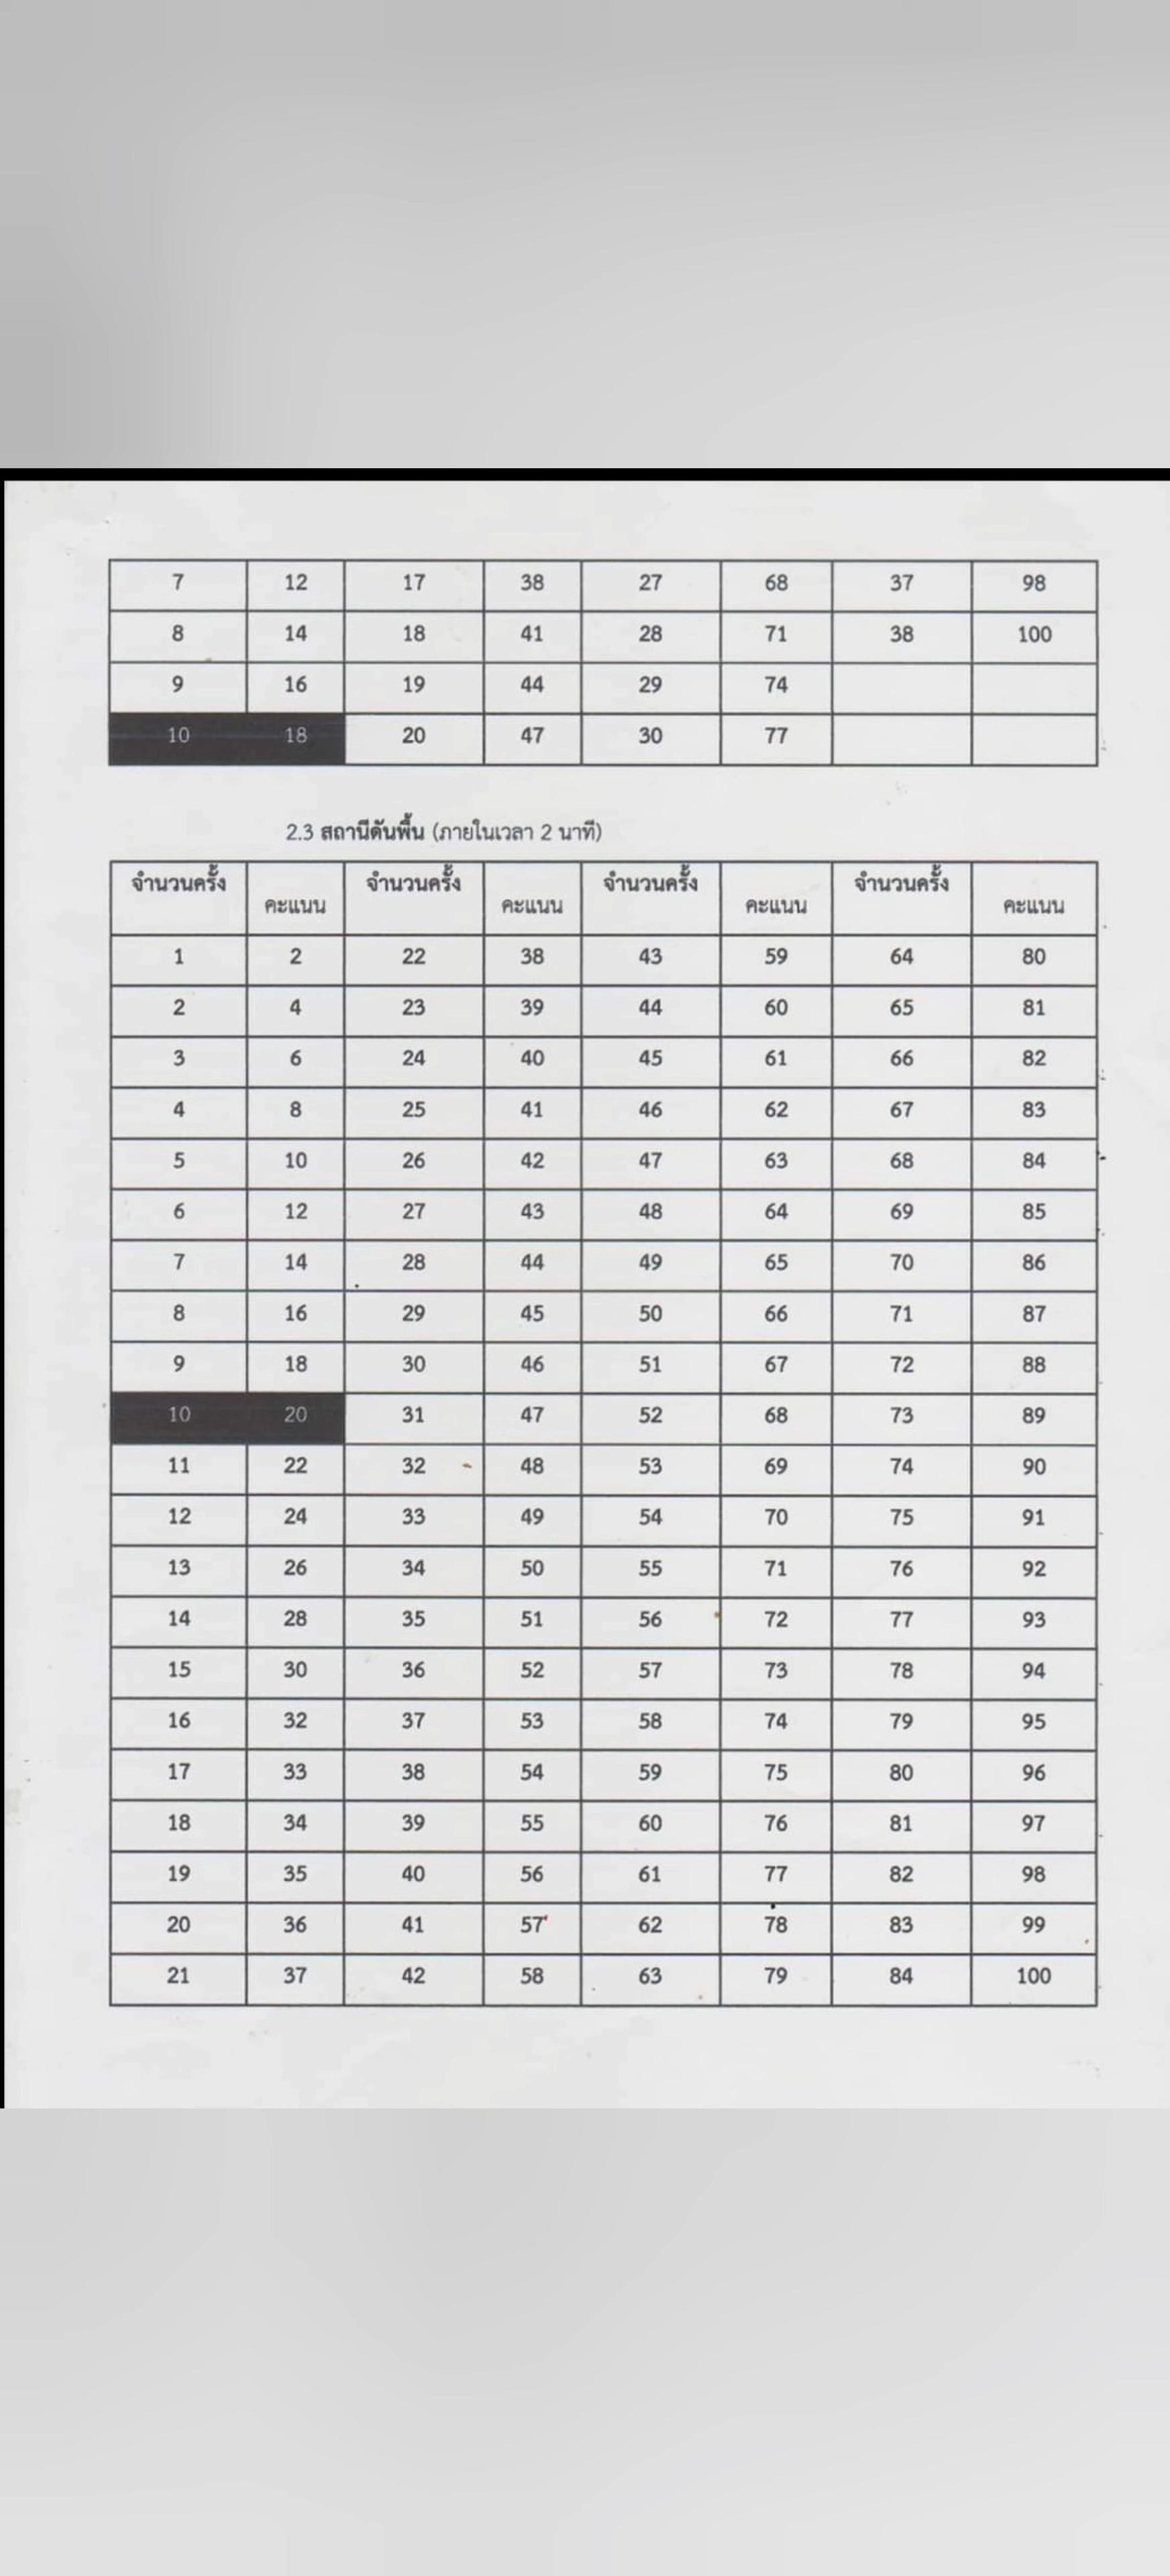 7 12 17 38 27 68 37 98
8 14 18 41 28 71 38 100
9 16 19 44 29 74
10 18 20 47 30 77
2.3 สถานีดันพื้น (ภายในเวลา 2 นาที)
จำนวนครั้ง คะแนน จำนวนครั้ง คะแนน จำนวนครั้ง คะแนน จำนวนครั้ง คะแนน
1 2 22 38 43 59 64 80
2 4 23 39 44 60 65 81
3 6 24 40 45 61 66 82
4 8 25 41 46 62 67 83
5 10 26 42 47 63 68 84
6 12 27 43 48 64 69 85
7 14 28 44 49 65 70 86
8 16 29 45 50 66 71 87
9 18 30 46 51 67 72 88
10 20 31 47 52 68 73 89
11 22 32 48 53 69 74 90
12 24 33 49 54 70 75 91
13 26 34 50 55 71 76 92
14 28 35 51 56 72 77 93
15 30 36 52 57 73 78 94
16 32 37 53 58 74 79 95
17 33 38 54 59 75 80 96
18 34 39 55 60 76 81 97
19 35 40 56 61 77 82 98
20 36 41 57 62 78 83 99
21 37 42 58 63 79 84 100